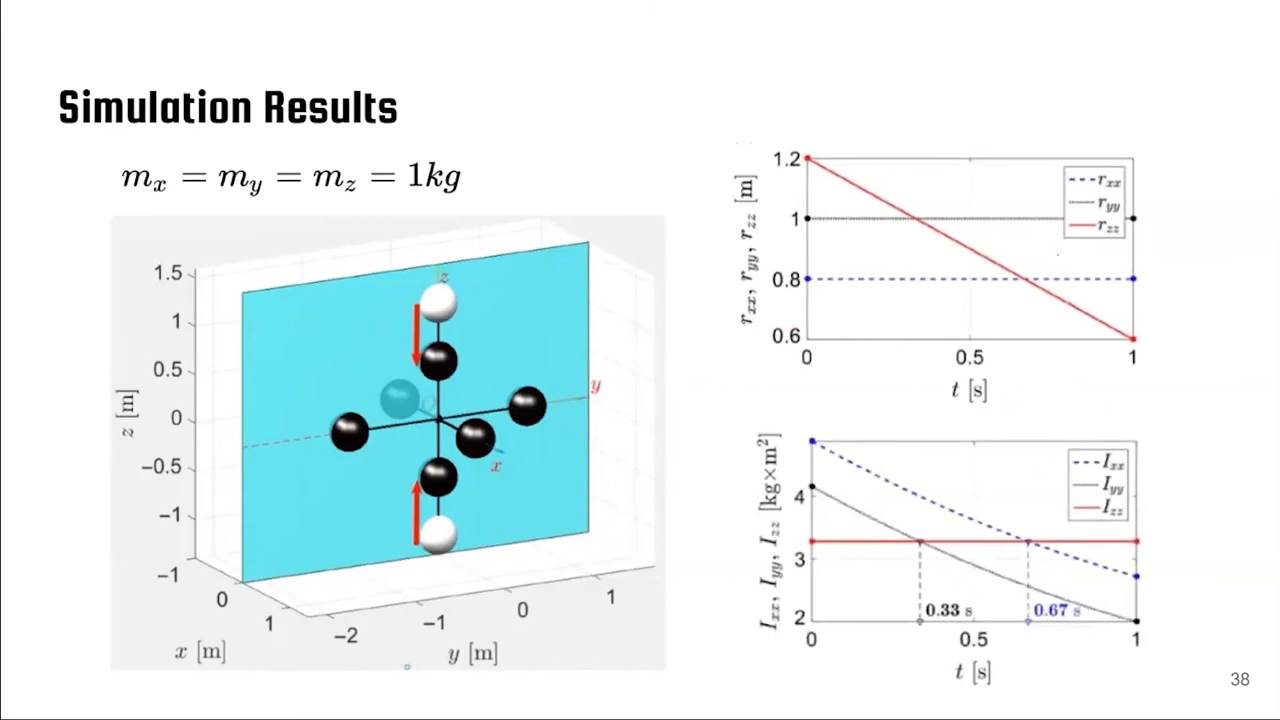 Simulation Results
m_x = m_y = m_z = 1kg
1.5
1
0.5
0
−0.5
−1
z [m]
z
y
x
O
−1
0
1
x [m]
−2
−1
0
1
y [m]
1.2
1
0.8
0.6
r_xx, r_yy, r_zz [m]
r_xx
r_yy
r_zz
0
0.5
1
t [s]
4
3
2
I_xx, I_yy, I_zz [kg×m²]
I_xx
I_yy
I_zz
0.33 s
0.67 s
0
0.5
1
t [s]
38